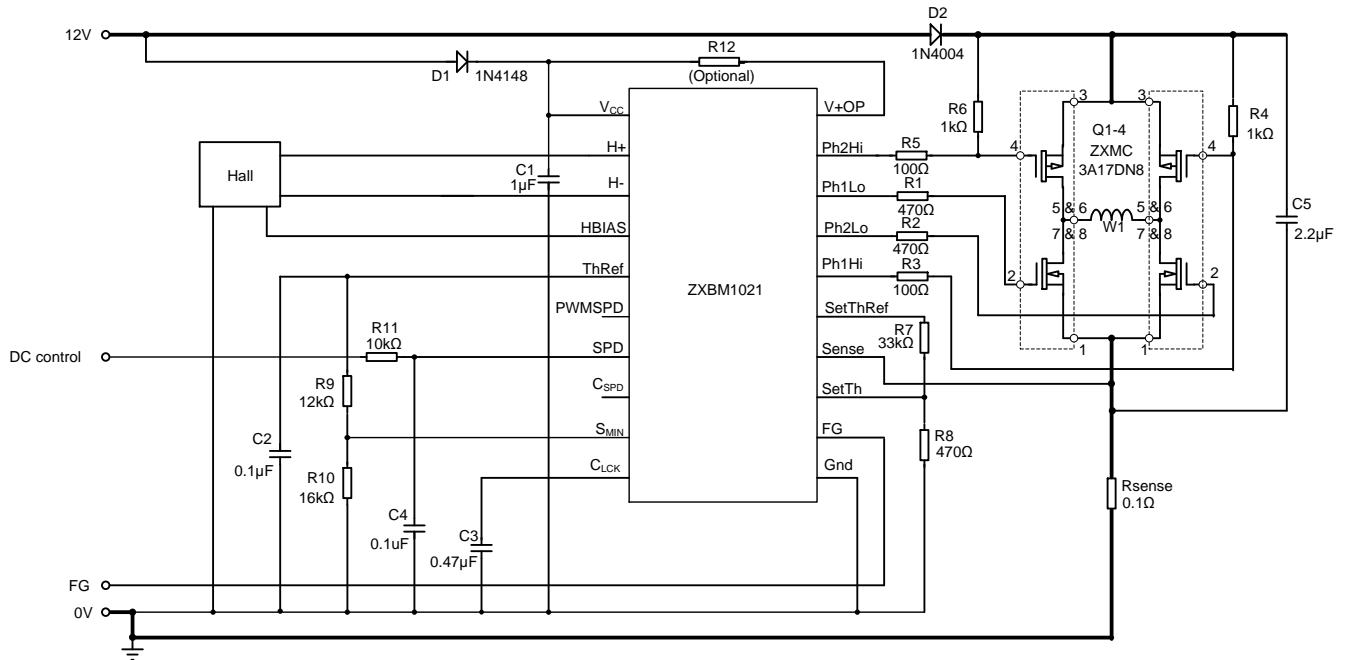 D2
12V
1N4004
R12
D1
1N4148
(Optional)
3
3
VCC
V+OP
R6
1kΩ
Q1-4
ZXMC
3A17DN8
R4
1kΩ
H+
Ph2Hi
R5
100Ω
4
4
Hall
C1
1µF
H-
Ph1Lo
R1
470Ω
5 & 6
7 & 8
W1
5 & 6
7 & 8
C5
2.2µF
HBIAS
Ph2Lo
R2
470Ω
ThRef
Ph1Hi
R3
100Ω
2
2
ZXBM1021
PWMSPD
SetThRef
R7
33kΩ
R11
10kΩ
DC control
SPD
Sense
1
1
R9
12kΩ
CSPD
SetTh
C2
0.1µF
SMIN
FG
R8
470Ω
R10
16kΩ
CLCK
Gnd
Rsense
0.1Ω
C4
0.1uF
C3
0.47µF
FG
0V